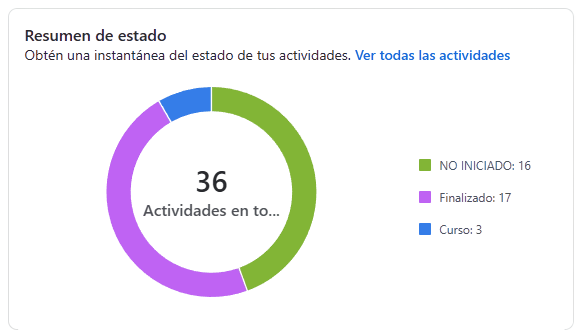 Resumen de estado
Obtén una instantánea del estado de tus actividades. Ver todas las actividades
36
Actividades en to...
NO INICIADO: 16
Finalizado: 17
Curso: 3